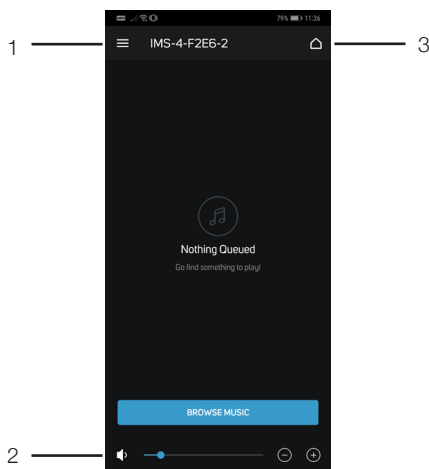 79% 11:36
1
IMS-4-F2E6-2
3
Nothing Queued
Go find something to play!
BROWSE MUSIC
2